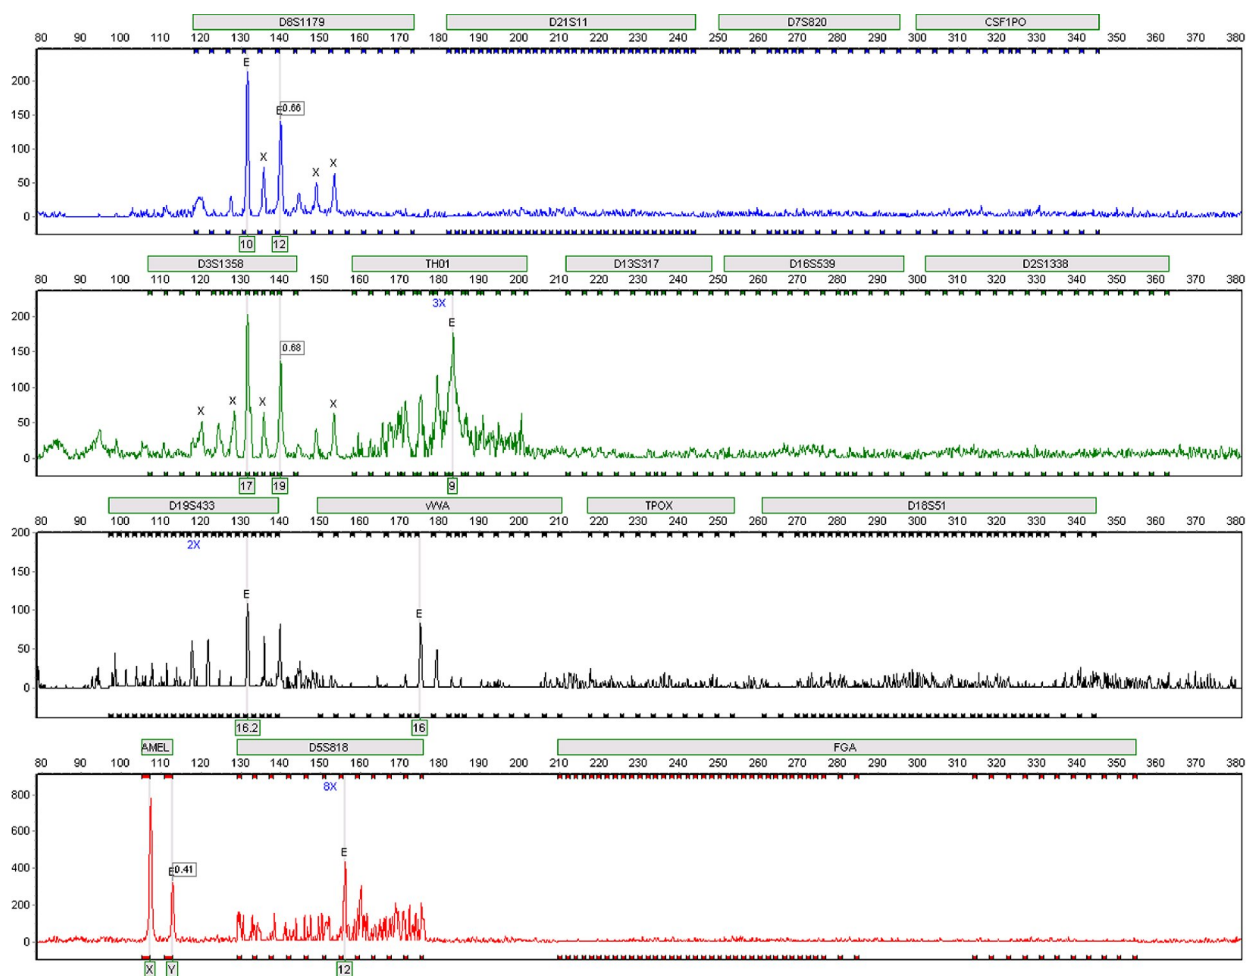 D8S1179 D21S11 D7S820 CSF1PO
80 90 100 110 120 130 140 150 160 170 180 190 200 210 220 230 240 250 260 270 280 290 300 310 320 330 340 350 360 370 380
E
200
150 E 0.66
100 X X X
50
0
10 12
D3S1358 TH01 D13S317 D16S539 D2S1338
80 90 100 110 120 130 140 150 160 170 180 190 200 210 220 230 240 250 260 270 280 290 300 310 320 330 340 350 360 370 380
3X
200 E
150 0.68
100 X X X X
50
0
17 19 9
D19S433 vWA TPOX D18S51
80 90 100 110 120 130 140 150 160 170 180 190 200 210 220 230 240 250 260 270 280 290 300 310 320 330 340 350 360 370 380
200 2X
150
E E
100
50
0
16.2 16
AMEL D5S818 FGA
80 90 100 110 120 130 140 150 160 170 180 190 200 210 220 230 240 250 260 270 280 290 300 310 320 330 340 350 360 370 380
8X
800
600
E
400 E 0.41
200
0
X Y 12